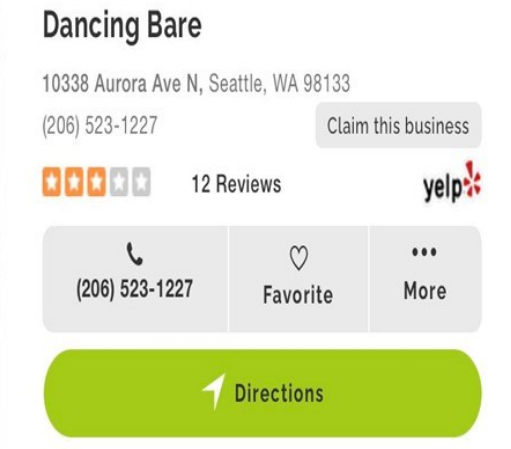 Dancing Bare
10338 Aurora Ave N, Seattle, WA 98133
(206) 523-1227
Claim this business
12 Reviews
yelp
(206) 523-1227
Favorite
More
Directions